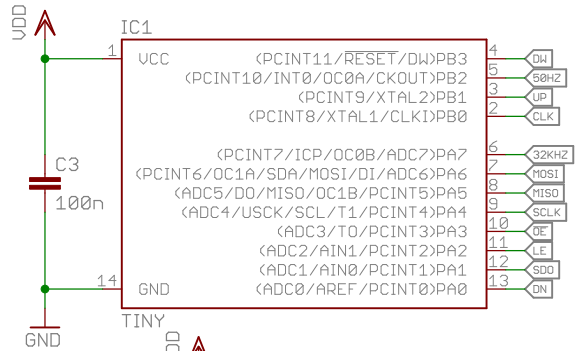 VDD
IC1
1 VCC (PCINT11/RESET/DW)PB3 4 DW
(PCINT10/INT0/OC0A/CKOUT)PB2 5 50HZ
(PCINT9/XTAL2)PB1 3 UP
(PCINT8/XTAL1/CLKI)PB0 2 CLK
(PCINT7/ICP/OC0B/ADC7)PA7 6 32KHZ
C3
(PCINT6/OC1A/SDA/MOSI/DI/ADC6)PA6 7 MOSI
(ADC5/DO/MISO/OC1B/PCINT5)PA5 8 MISO
100n
(ADC4/USCK/SCL/T1/PCINT4)PA4 9 SCLK
(ADC3/T0/PCINT3)PA3 10 OE
(ADC2/AIN1/PCINT2)PA2 11 LE
(ADC1/AIN0/PCINT1)PA1 12 SDO
14 GND (ADC0/AREF/PCINT0)PA0 13 DN
TINY
GND
DD